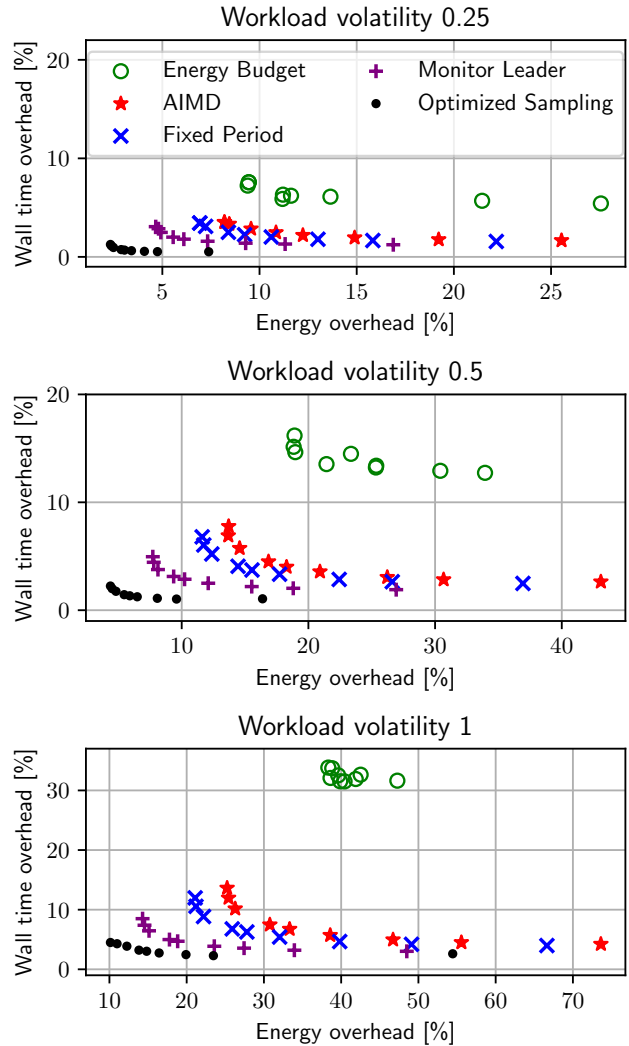 Workload volatility 0.25
Wall time overhead [%]
20
10
0
Energy Budget
AIMD
Fixed Period
Monitor Leader
Optimized Sampling
5 10 15 20 25
Energy overhead [%]
Workload volatility 0.5
Wall time overhead [%]
20
10
0
10 20 30 40
Energy overhead [%]
Workload volatility 1
Wall time overhead [%]
30
20
10
0
10 20 30 40 50 60 70
Energy overhead [%]